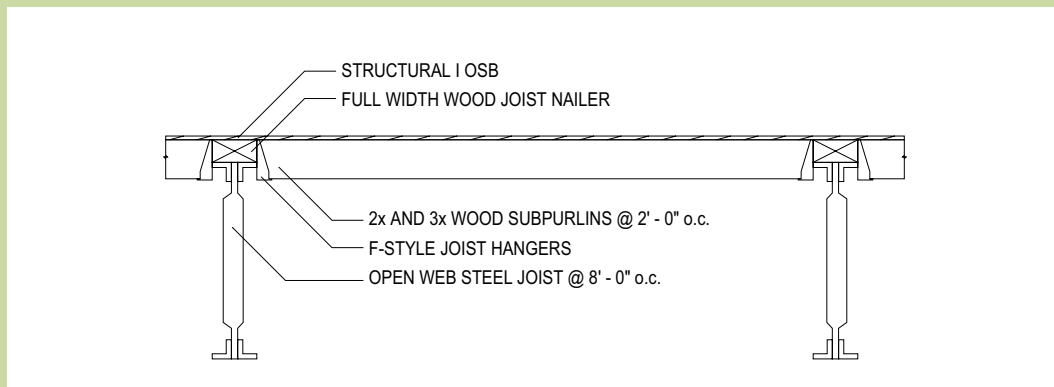 STRUCTURAL I OSB
FULL WIDTH WOOD JOIST NAILER
2x AND 3x WOOD SUBPURLINS @ 2' - 0" o.c.
F-STYLE JOIST HANGERS
OPEN WEB STEEL JOIST @ 8' - 0" o.c.